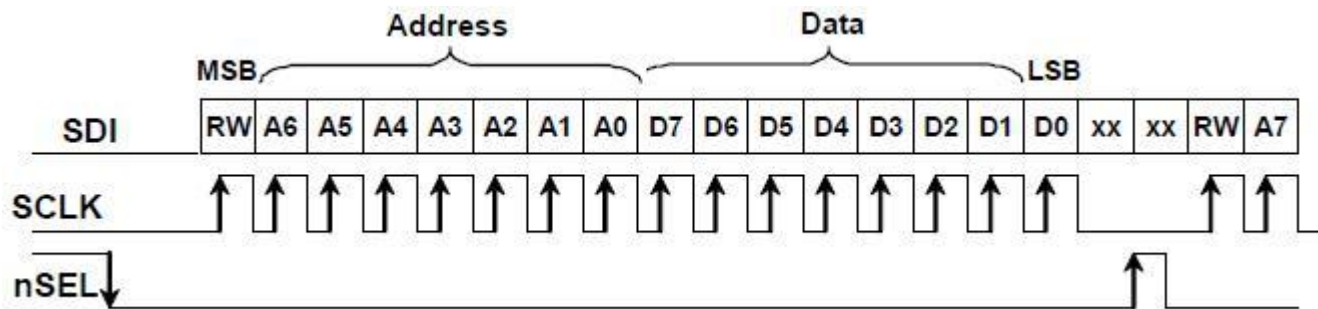 Address Data
MSB LSB
SDI RW A6 A5 A4 A3 A2 A1 A0 D7 D6 D5 D4 D3 D2 D1 D0 xx xx RW A7
SCLK
nSEL